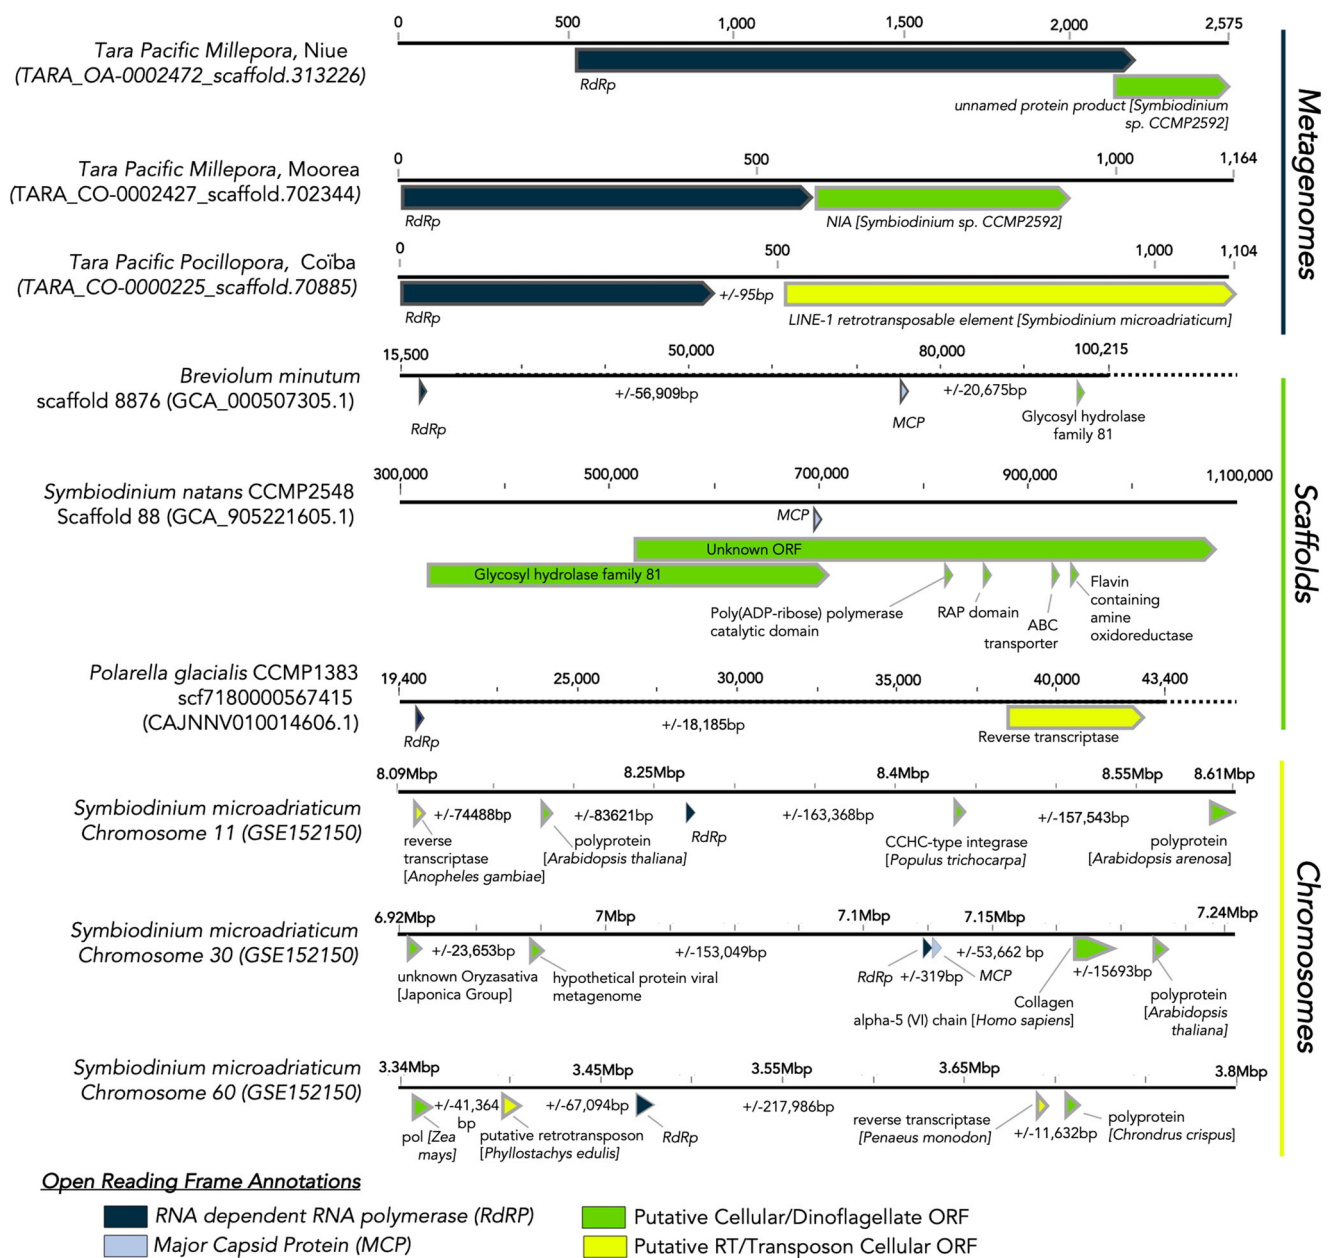 0 500 1,000 1,500 2,000 2,575
Tara Pacific Millepora, Niue
(TARA_OA-0002472_scaffold.313226)
RdRp
unnamed protein product [Symbiodinium
sp. CCMP2592]
0 500 1,000 1,164
Tara Pacific Millepora, Moorea
(TARA_CO-0002427_scaffold.702344)
RdRp
NIA [Symbiodinium sp. CCMP2592]
0 500 1,000 1,104
Tara Pacific Pocillopora, Coïba
(TARA_CO-0000225_scaffold.70885)
+/-95bp
RdRp
LINE-1 retrotransposable element [Symbiodinium microadriaticum]
Metagenomes
15,500 50,000 80,000 100,215
Breviolum minutum
scaffold 8876 (GCA_000507305.1)
+/-56,909bp
+/-20,675bp
RdRp
MCP
Glycosyl hydrolase
family 81
300,000 500,000 700,000 900,000 1,100,000
Symbiodinium natans CCMP2548
Scaffold 88 (GCA_905221605.1)
MCP
Unknown ORF
Glycosyl hydrolase family 81
Poly(ADP-ribose) polymerase
catalytic domain
RAP domain
ABC
transporter
Flavin
containing
amine
oxidoreductase
Scaffolds
19,400 25,000 30,000 35,000 40,000 43,400
Polarella glacialis CCMP1383
scf7180000567415
(CAJNNV010014606.1)
+/-18,185bp
RdRp
Reverse transcriptase
8.09Mbp 8.25Mbp 8.4Mbp 8.55Mbp 8.61Mbp
Symbiodinium microadriaticum
Chromosome 11 (GSE152150)
+/-74488bp
+/-83621bp
+/-163,368bp
+/-157,543bp
reverse
transcriptase
[Anopheles gambiae]
polyprotein
[Arabidopsis thaliana]
RdRp
CCHC-type integrase
[Populus trichocarpa]
polyprotein
[Arabidopsis arenosa]
6.92Mbp 7Mbp 7.1Mbp 7.15Mbp 7.24Mbp
Symbiodinium microadriaticum
Chromosome 30 (GSE152150)
+/-23,653bp
+/-153,049bp
+/-53,662 bp
unknown Oryzasativa
[Japonica Group]
hypothetical protein viral
metagenome
RdRp
+/-319bp
MCP
+/-15693bp
Collagen
alpha-5 (VI) chain [Homo sapiens]
polyprotein
[Arabidopsis
thaliana]
3.34Mbp 3.45Mbp 3.55Mbp 3.65Mbp 3.8Mbp
Symbiodinium microadriaticum
Chromosome 60 (GSE152150)
+/-41,364
bp
+/-67,094bp
+/-217,986bp
pol [Zea
mays]
putative retrotransposon
[Phyllostachys edulis]
RdRp
reverse transcriptase
[Penaeus monodon]
+/-11,632bp
polyprotein
[Chrondrus crispus]
Chromosomes
Open Reading Frame Annotations
RNA dependent RNA polymerase (RdRP)
Major Capsid Protein (MCP)
Putative Cellular/Dinoflagellate ORF
Putative RT/Transposon Cellular ORF